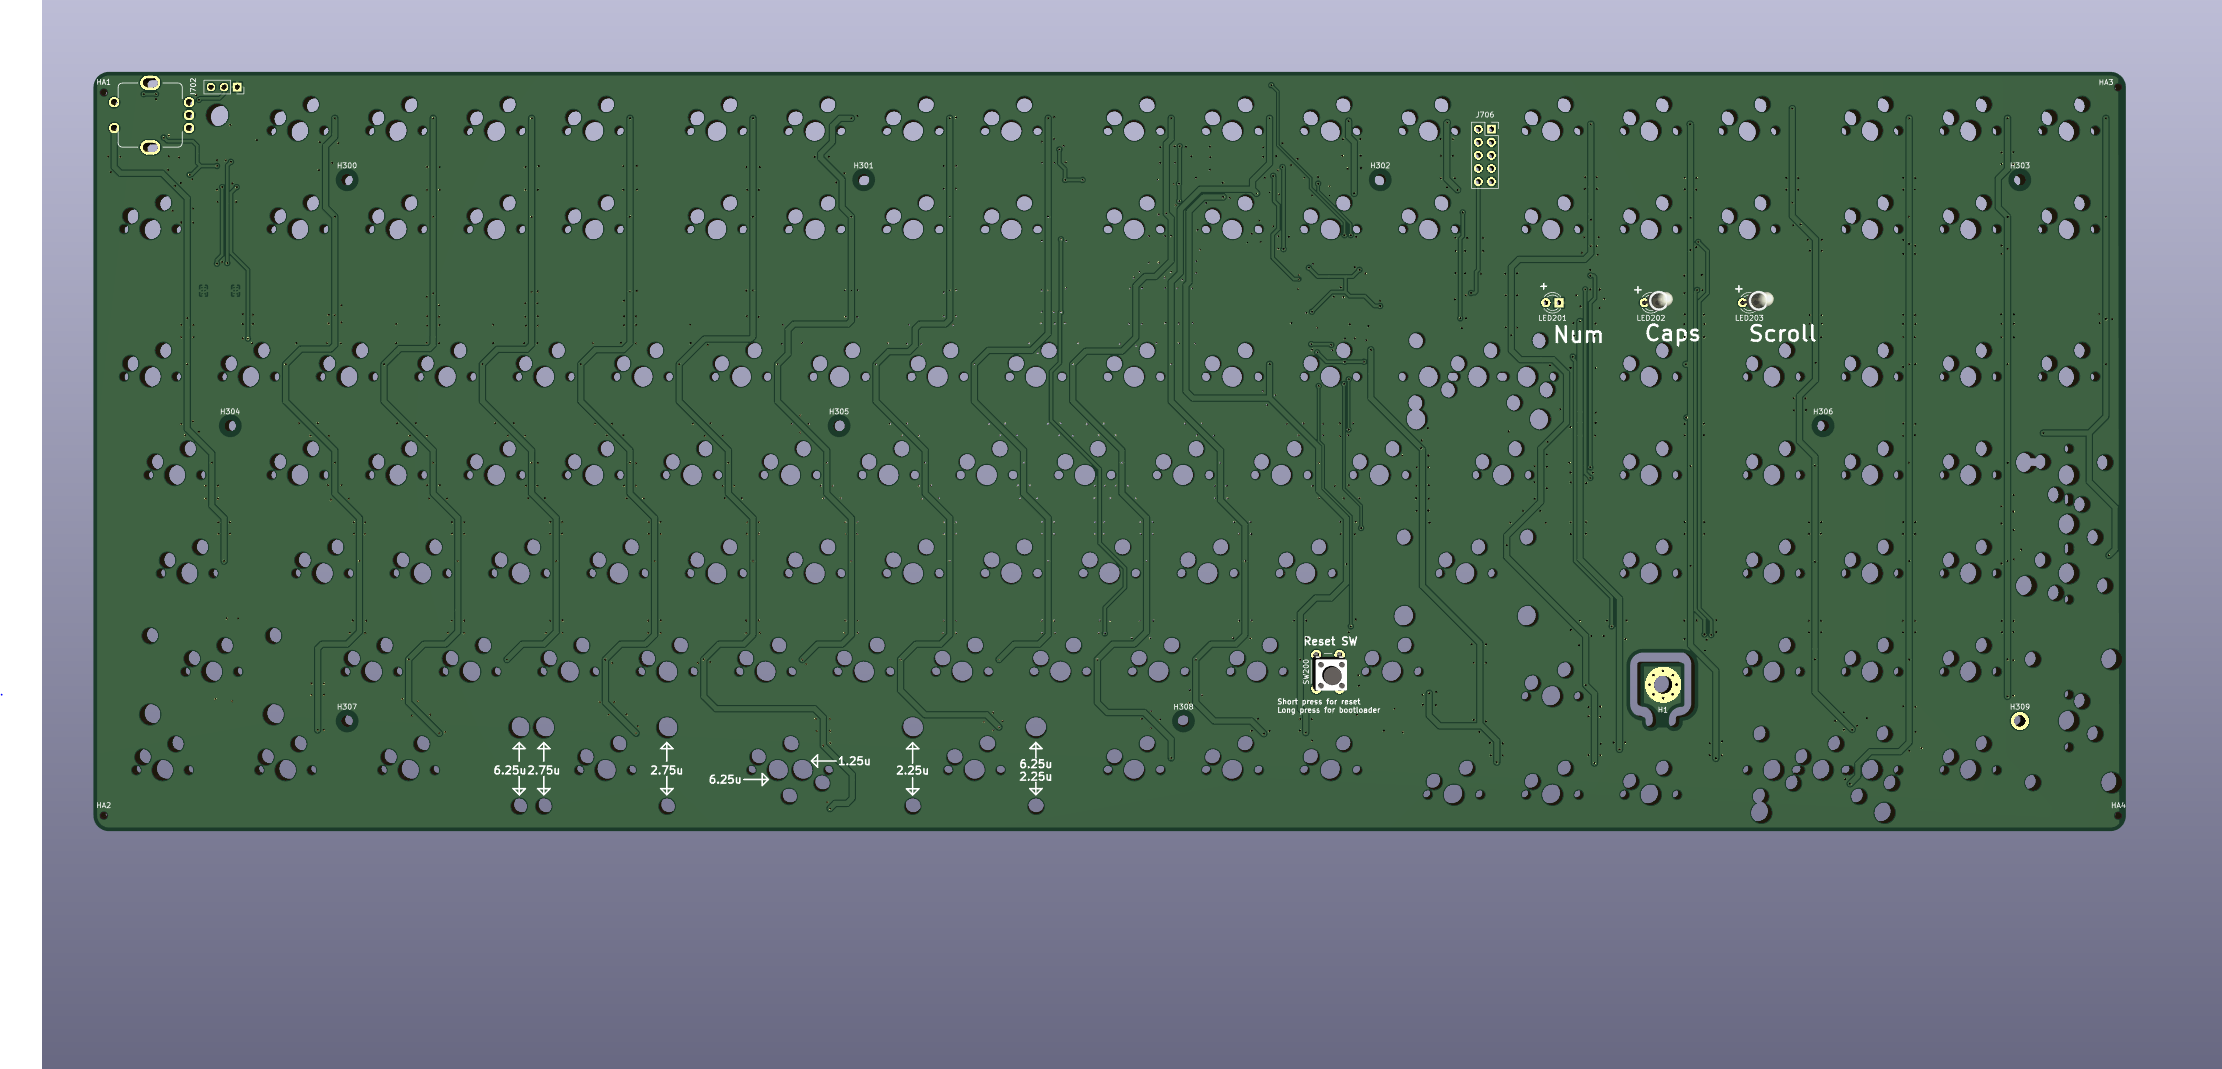 HA1
J702
HA3
J706
H300
H301
H302
H303
LED201
LED202
LED203
Num
Caps
Scroll
H304
H305
H306
Reset SW
SW200
Short press for reset
Long press for bootloader
H307
H308
H1
H309
6.25u
2.75u
2.75u
6.25u
1.25u
2.25u
6.25u
2.25u
HA2
HA4